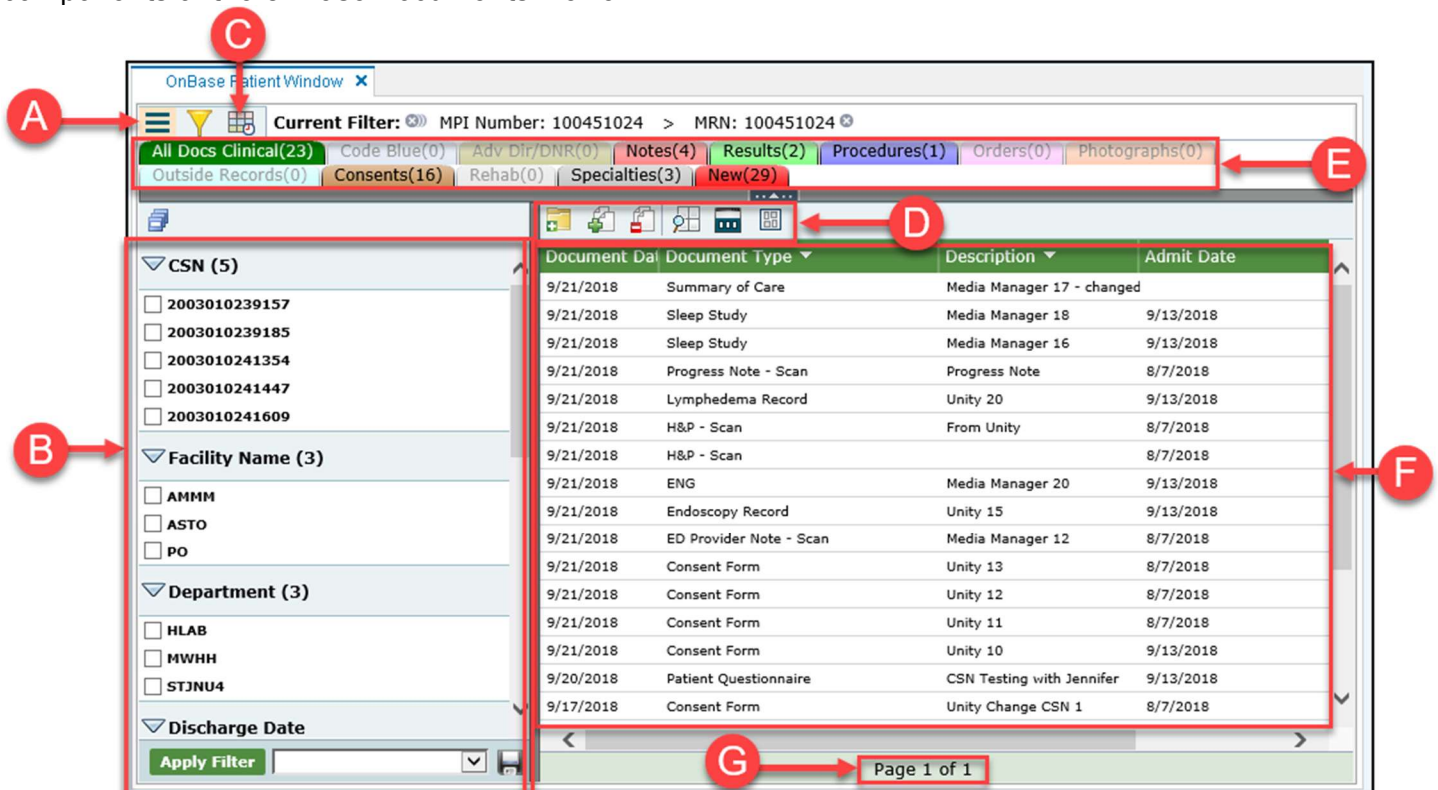 C
OnBase Patient Window ×
A
Current Filter: MPI Number: 100451024 > MRN: 100451024
All Docs Clinical(23) Code Blue(0) Adv Dir/DNR(0) Notes(4) Results(2) Procedures(1) Orders(0) Photographs(0)
E
Outside Records(0) Consents(16) Rehab(0) Specialties(3) New(29)
D
CSN (5)
2003010239157
2003010239185
2003010241354
2003010241447
2003010241609
B
Facility Name (3)
AMMM
ASTO
PO
Department (3)
HLAB
MWHH
STJNU4
Discharge Date
Apply Filter
Document Dat Document Type Description Admit Date
9/21/2018 Summary of Care Media Manager 17 - changed
9/21/2018 Sleep Study Media Manager 18 9/13/2018
9/21/2018 Sleep Study Media Manager 16 9/13/2018
9/21/2018 Progress Note - Scan Progress Note 8/7/2018
9/21/2018 Lymphedema Record Unity 20 9/13/2018
9/21/2018 H&P - Scan From Unity 8/7/2018
9/21/2018 H&P - Scan 8/7/2018
F
9/21/2018 ENG Media Manager 20 9/13/2018
9/21/2018 Endoscopy Record Unity 15 9/13/2018
9/21/2018 ED Provider Note - Scan Media Manager 12 8/7/2018
9/21/2018 Consent Form Unity 13 8/7/2018
9/21/2018 Consent Form Unity 12 8/7/2018
9/21/2018 Consent Form Unity 11 8/7/2018
9/21/2018 Consent Form Unity 10 9/13/2018
9/20/2018 Patient Questionnaire CSN Testing with Jennifer 9/13/2018
9/17/2018 Consent Form Unity Change CSN 1 8/7/2018
G
Page 1 of 1